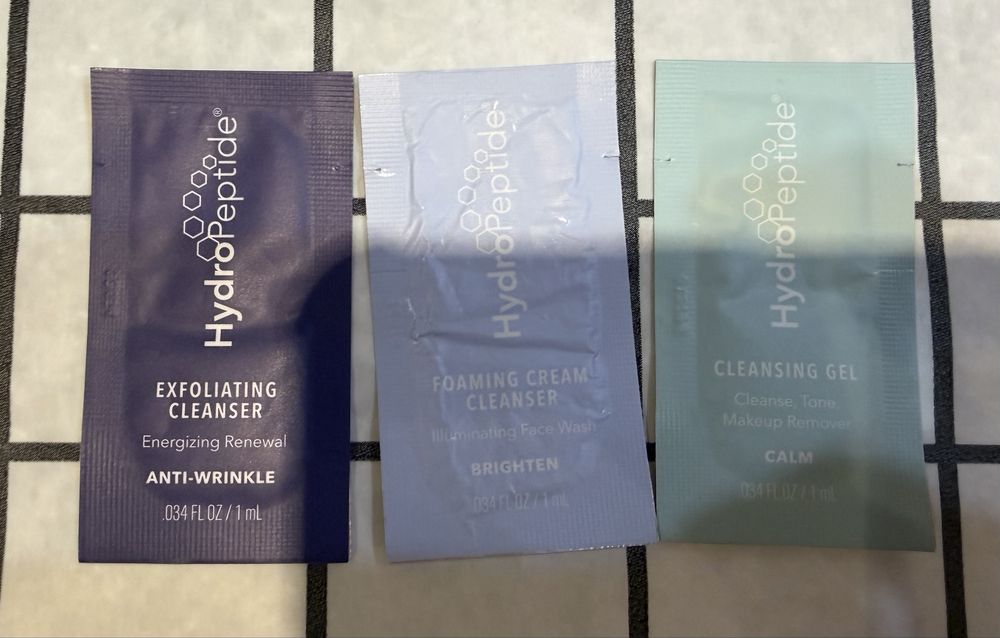 HydroPeptide®
EXFOLIATING
CLEANSER
Energizing Renewal
ANTI-WRINKLE
.034 FL OZ / 1 mL
HydroPeptide®
FOAMING CREAM
CLEANSER
Illuminating Face Wash
BRIGHTEN
.034 FL OZ / 1 mL
HydroPeptide®
CLEANSING GEL
Cleanse, Tone,
Makeup Remover
CALM
.034 FL OZ / 1 mL